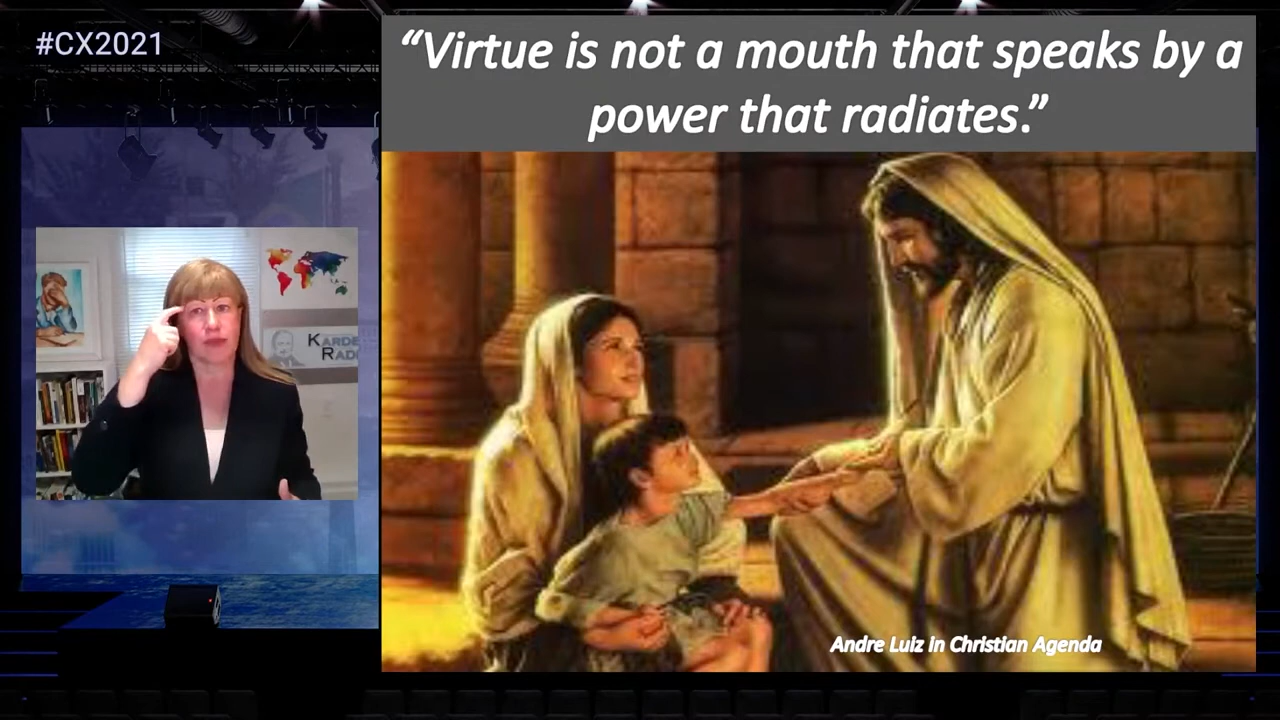 #CX2021
“Virtue is not a mouth that speaks by a
power that radiates.”
Andre Luiz in Christian Agenda